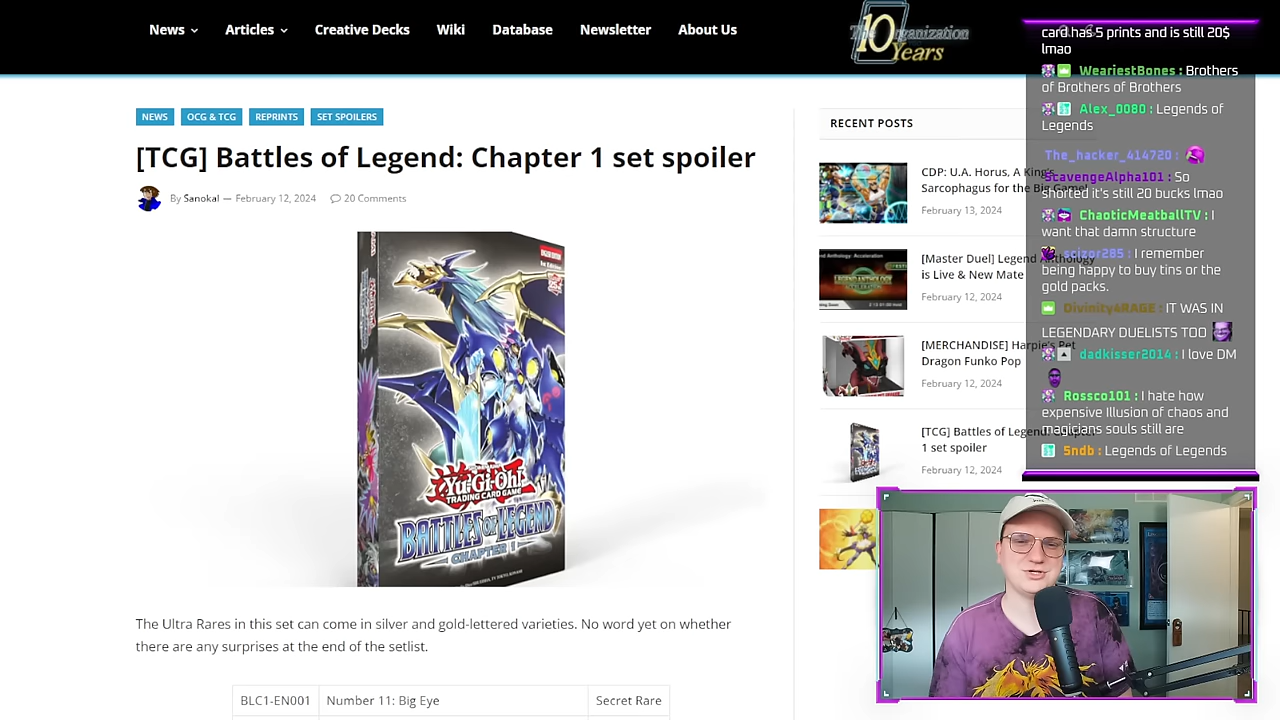 News
Articles
Creative Decks
Wiki
Database
Newsletter
About Us
10
Organization
Years
NEWS
OCG & TCG
REPRINTS
SET SPOILERS
[TCG] Battles of Legend: Chapter 1 set spoiler
By Sanokal — February 12, 2024
20 Comments
Yu-Gi-Oh!
TRADING CARD GAME
BATTLES OF LEGEND
CHAPTER 1
The Ultra Rares in this set can come in silver and gold-lettered varieties. No word yet on whether
there are any surprises at the end of the setlist.
BLC1-EN001
Number 11: Big Eye
Secret Rare
RECENT POSTS
CDP: U.A. Horus, A King's
Sarcophagus for the Big Game!
February 13, 2024
[Master Duel] Legend Anthology
is Live & New Mate
February 12, 2024
[MERCHANDISE] Harpie's Pet
Dragon Funko Pop
February 12, 2024
[TCG] Battles of Legend: Chapter
1 set spoiler
February 12, 2024
card has 5 prints and is still 20$
lmao
WeariestBones : Brothers
of Brothers of Brothers
Alex_0080 : Legends of
Legends
The_hacker_414720 :
ScavengeAlpha101 : So
shorted it's still 20 bucks lmao
ChaoticMeatballTV : I
want that damn structure
scizor285 : I remember
being happy to buy tins or the
gold packs.
Divinity4RAGE : IT WAS IN
LEGENDARY DUELISTS TOO
dadkisser2014 : I love DM
Rossco101 : I hate how
expensive Illusion of chaos and
magicians souls still are
5ndb : Legends of Legends